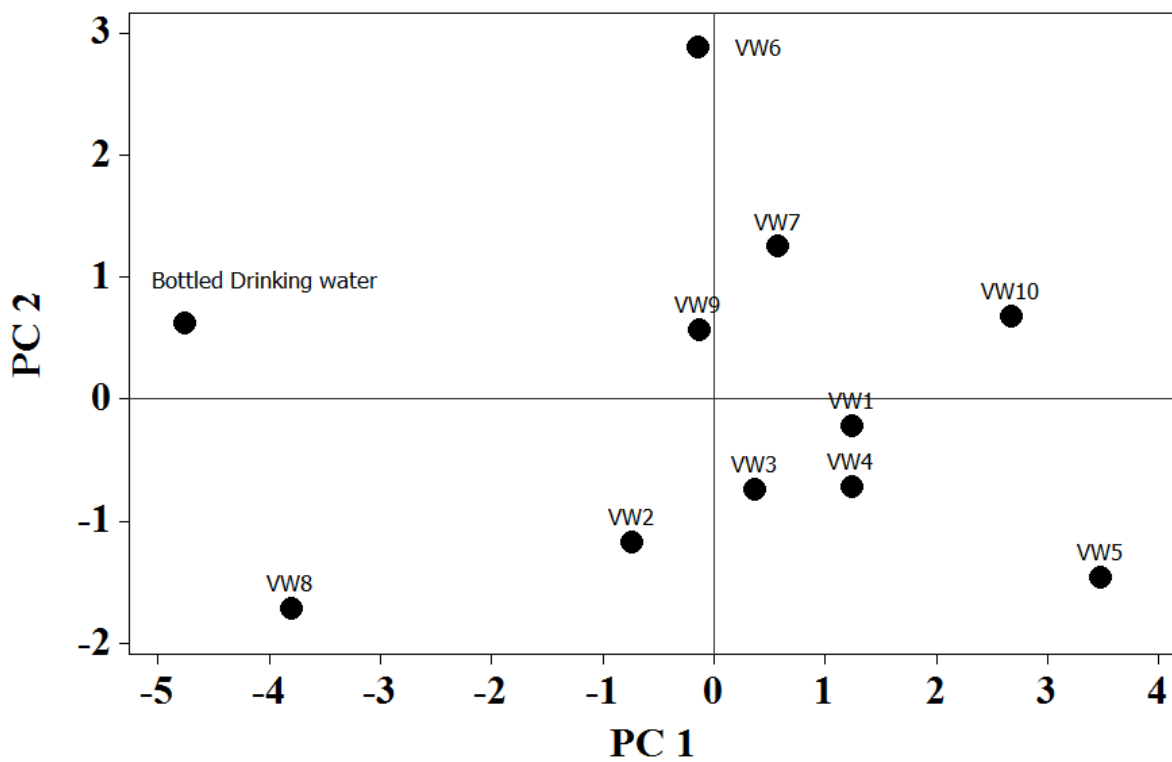 3
VW6
2
VW7
1
Bottled Drinking water
VW10
VW9
PC 2
0
VW1
VW3
VW4
-1
VW2
VW5
VW8
-2
-5 -4 -3 -2 -1 0 1 2 3 4
PC 1